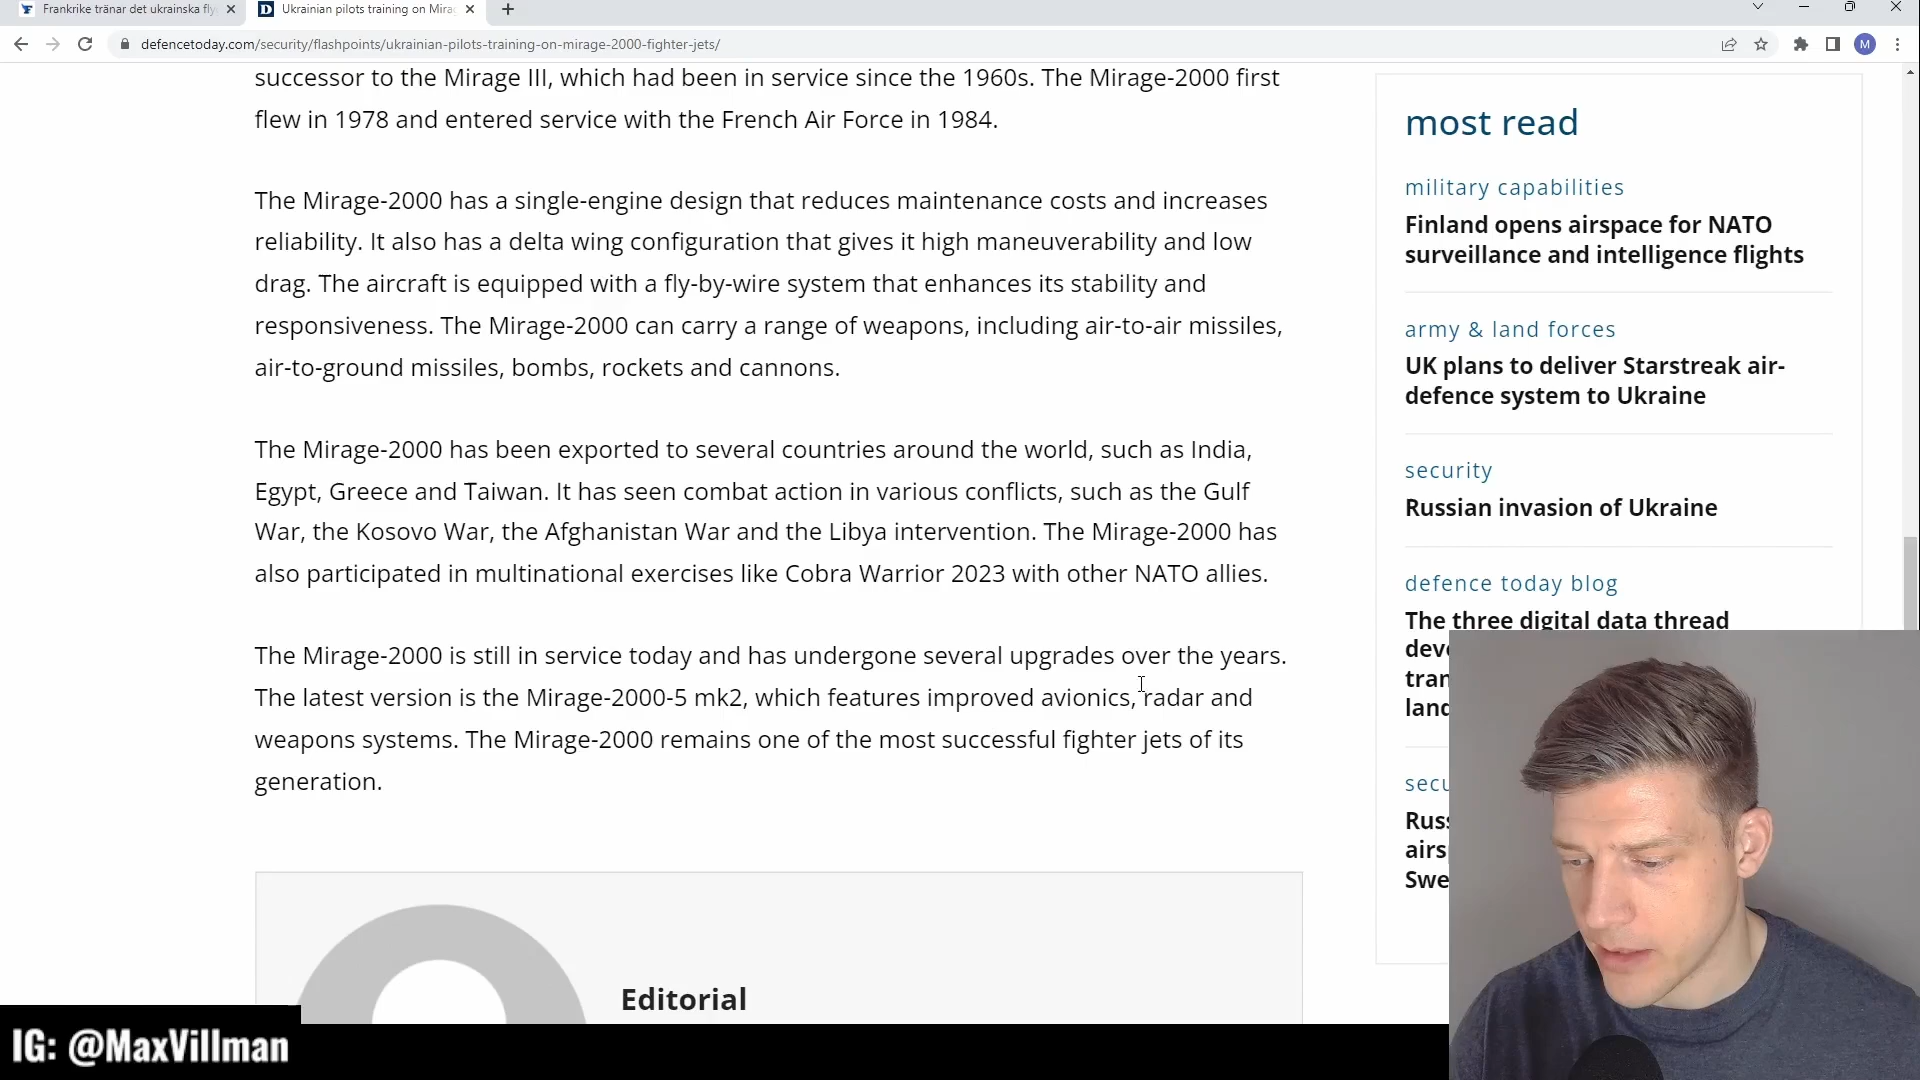 Frankrike tränar det ukrainska fly
Ukrainian pilots training on Mirag
defencetoday.com/security/flashpoints/ukrainian-pilots-training-on-mirage-2000-fighter-jets/
M
successor to the Mirage III, which had been in service since the 1960s. The Mirage-2000 first
flew in 1978 and entered service with the French Air Force in 1984.
The Mirage-2000 has a single-engine design that reduces maintenance costs and increases
reliability. It also has a delta wing configuration that gives it high maneuverability and low
drag. The aircraft is equipped with a fly-by-wire system that enhances its stability and
responsiveness. The Mirage-2000 can carry a range of weapons, including air-to-air missiles,
air-to-ground missiles, bombs, rockets and cannons.
The Mirage-2000 has been exported to several countries around the world, such as India,
Egypt, Greece and Taiwan. It has seen combat action in various conflicts, such as the Gulf
War, the Kosovo War, the Afghanistan War and the Libya intervention. The Mirage-2000 has
also participated in multinational exercises like Cobra Warrior 2023 with other NATO allies.
The Mirage-2000 is still in service today and has undergone several upgrades over the years.
The latest version is the Mirage-2000-5 mk2, which features improved avionics, radar and
weapons systems. The Mirage-2000 remains one of the most successful fighter jets of its
generation.
Editorial
most read
military capabilities
Finland opens airspace for NATO
surveillance and intelligence flights
army & land forces
UK plans to deliver Starstreak air-
defence system to Ukraine
security
Russian invasion of Ukraine
defence today blog
The three digital data thread
deve
tran
land
secu
Russ
airsp
Swe
IG: @MaxVillman